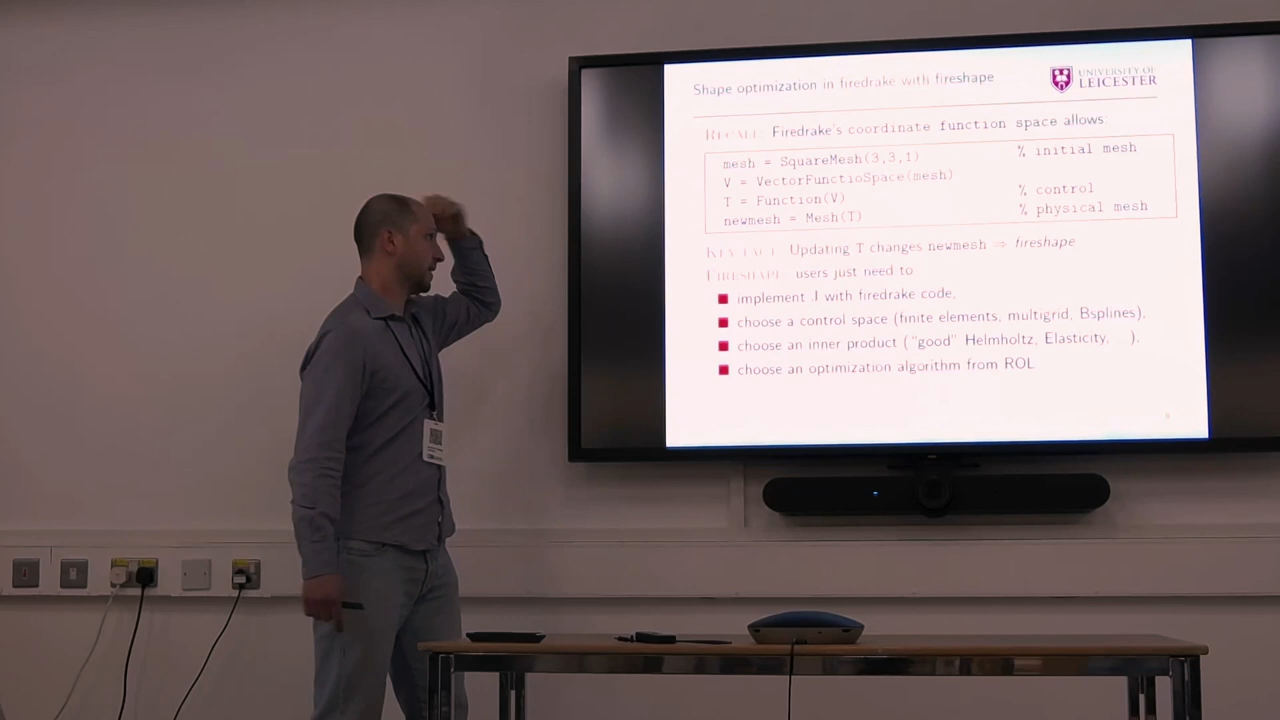 Shape optimization in firedrake with fireshape
UNIVERSITY OF
LEICESTER
RECALL: Firedrake's coordinate function space allows:
mesh = SquareMesh(3,3,1) % initial mesh
V = VectorFunctioSpace(mesh)
T = Function(V) % control
newmesh = Mesh(T) % physical mesh
KEY FACT: Updating T changes newmesh ⇒ fireshape
FIRESHAPE users just need to
implement J with firedrake code,
choose a control space (finite elements, multigrid, Bsplines),
choose an inner product ("good" Helmholtz, Elasticity, ),
choose an optimization algorithm from ROL